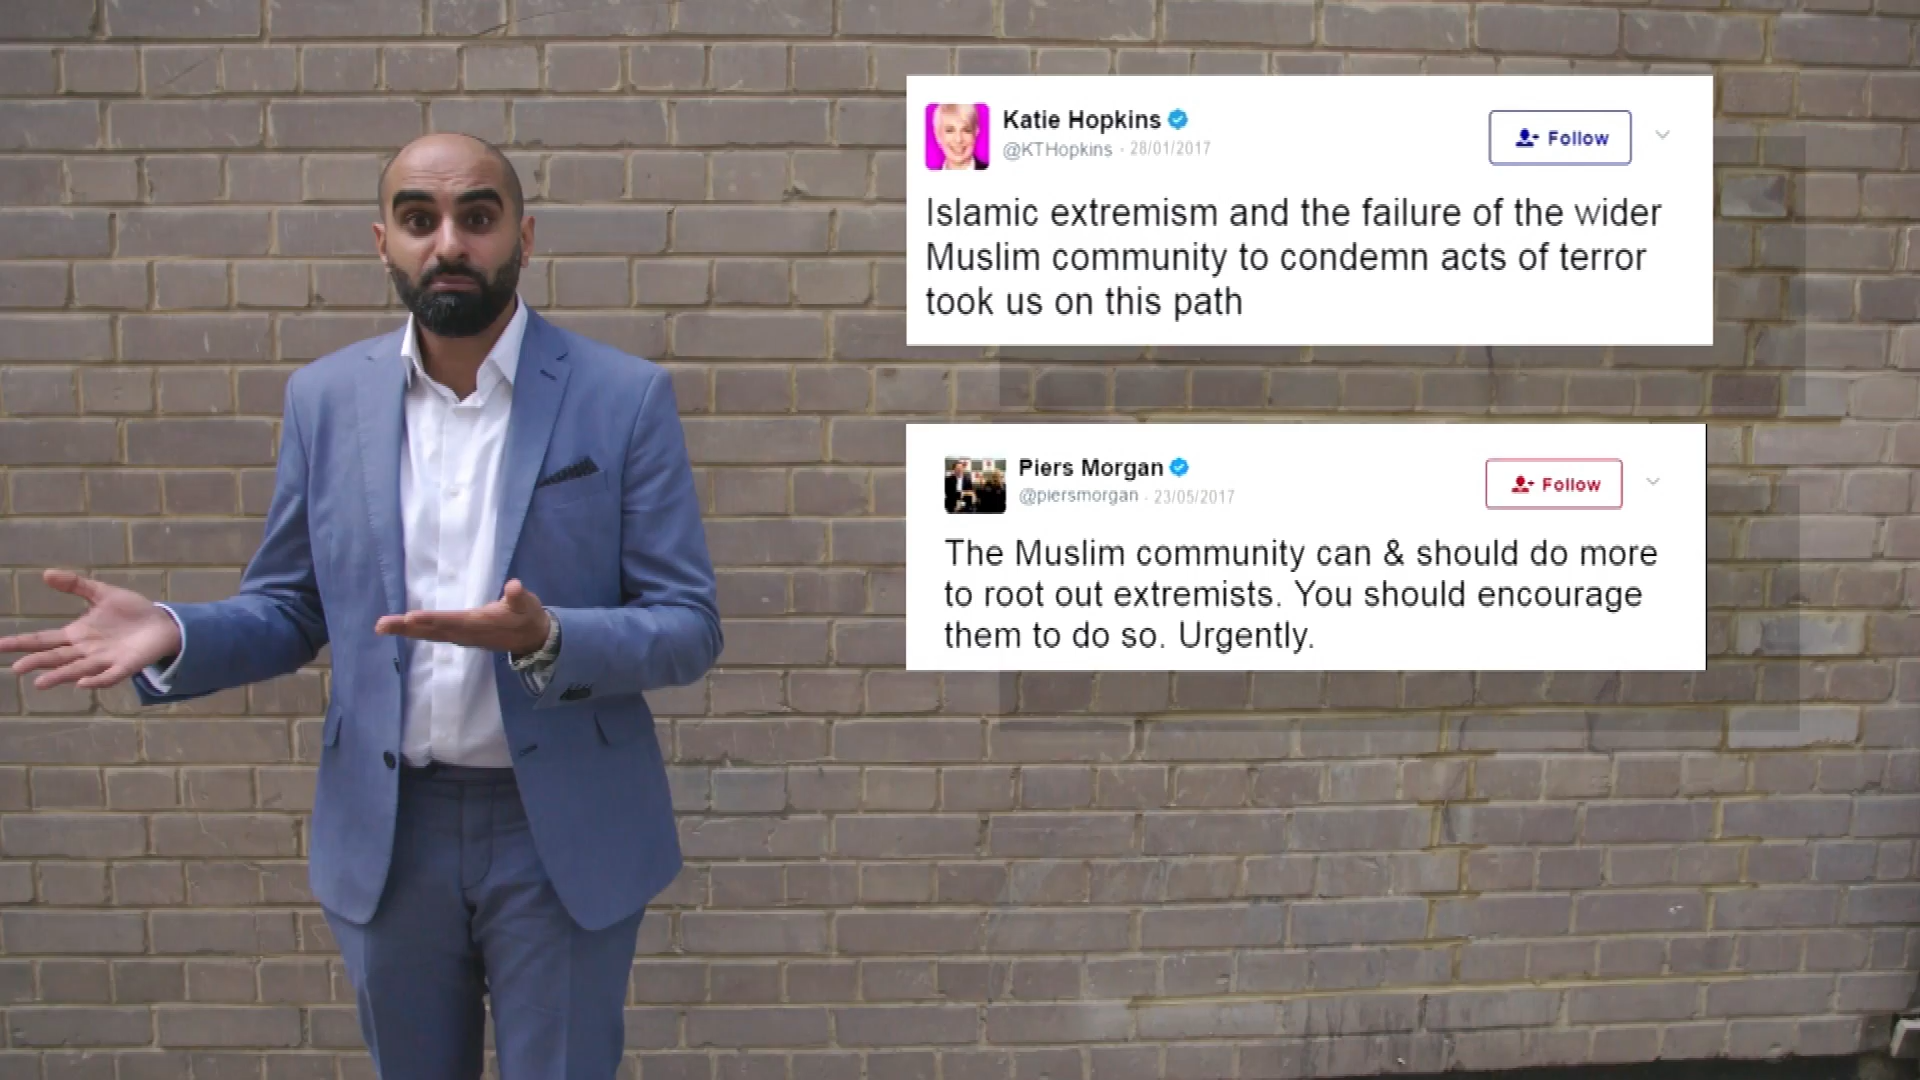 Katie Hopkins
@KTHopkins · 28/01/2017
Follow
Islamic extremism and the failure of the wider
Muslim community to condemn acts of terror
took us on this path
Piers Morgan
@piersmorgan · 23/05/2017
Follow
The Muslim community can & should do more
to root out extremists. You should encourage
them to do so. Urgently.